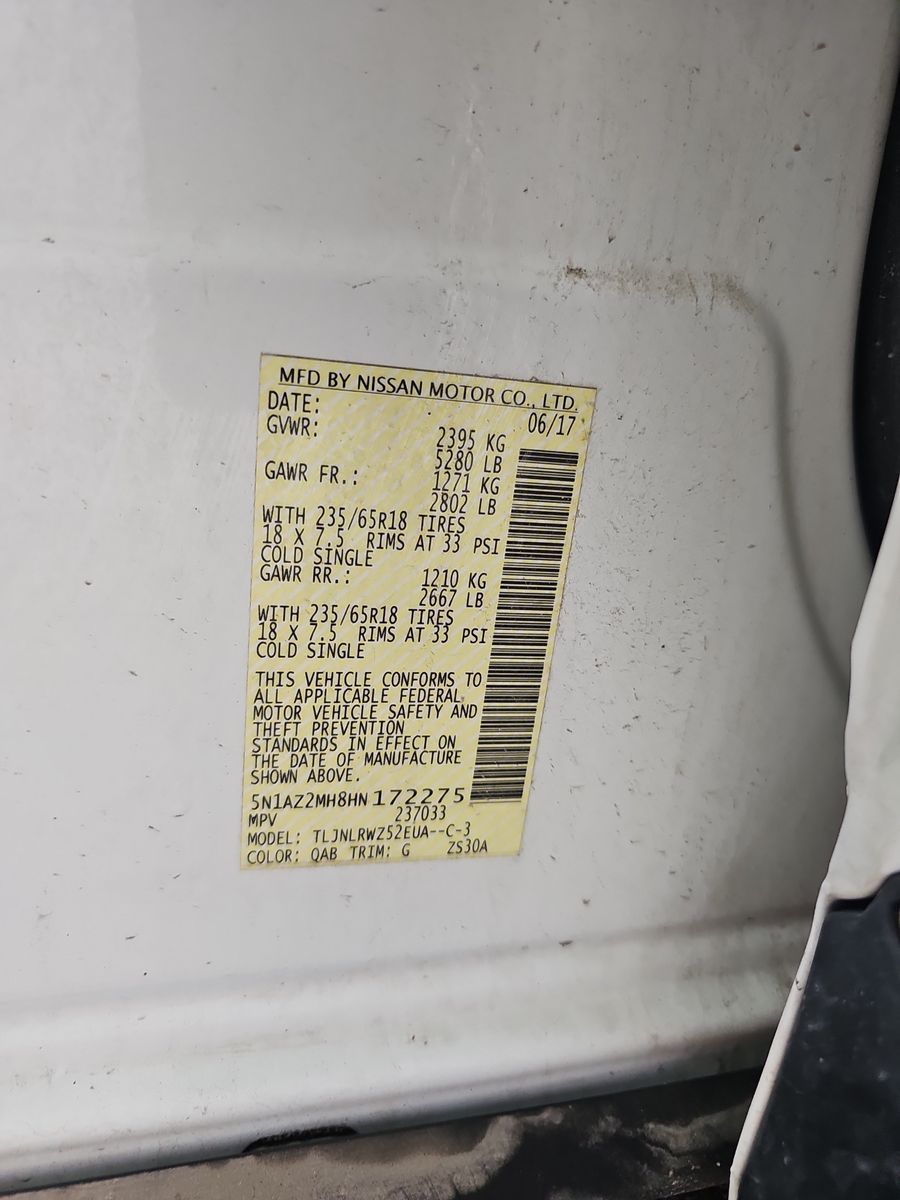 MFD BY NISSAN MOTOR CO., LTD.
DATE: 06/17
GVWR: 2395 KG
5280 LB
GAWR FR.: 1271 KG
2802 LB
WITH 235/65R18 TIRES
18 X 7.5 RIMS AT 33 PSI
COLD SINGLE
GAWR RR.: 1210 KG
2667 LB
WITH 235/65R18 TIRES
18 X 7.5 RIMS AT 33 PSI
COLD SINGLE
THIS VEHICLE CONFORMS TO
ALL APPLICABLE FEDERAL
MOTOR VEHICLE SAFETY AND
THEFT PREVENTION
STANDARDS IN EFFECT ON
THE DATE OF MANUFACTURE
SHOWN ABOVE.
5N1AZ2MH8HN172275
MPV 237033
MODEL: TLJNLRWZ52EUA--C-3
COLOR: QAB TRIM: G ZS30A